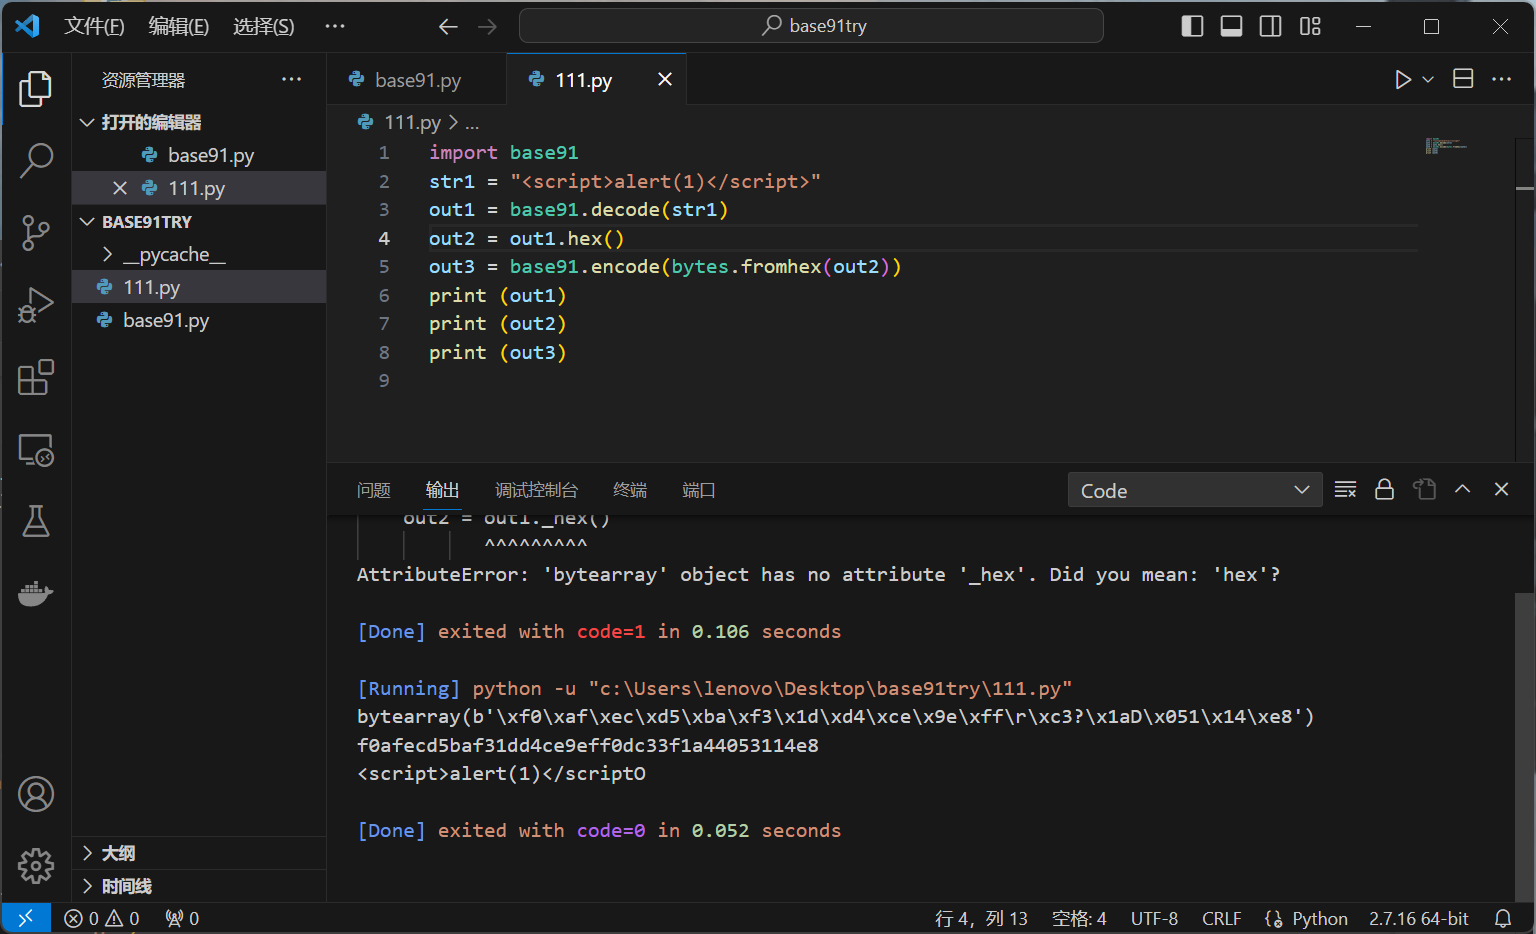 文件(F) 编辑(E) 选择(S) ··· base91try
资源管理器 ···
打开的编辑器
base91.py
111.py
BASE91TRY
__pycache__
111.py
base91.py
大纲
时间线
base91.py 111.py
111.py > ...
1 import base91
2 str1 = "<script>alert(1)</script>"
3 out1 = base91.decode(str1)
4 out2 = out1.hex()
5 out3 = base91.encode(bytes.fromhex(out2))
6 print (out1)
7 print (out2)
8 print (out3)
9
问题 输出 调试控制台 终端 端口 Code
out2 = out1._hex()
^^^^^^^^^
AttributeError: 'bytearray' object has no attribute '_hex'. Did you mean: 'hex'?
[Done] exited with code=1 in 0.106 seconds
[Running] python -u "c:\Users\lenovo\Desktop\base91try\111.py"
bytearray(b'\xf0\xaf\xec\xd5\xba\xf3\x1d\xd4\xce\x9e\xff\r\xc3?\x1aD\x051\x14\xe8')
f0afecd5baf31dd4ce9eff0dc33f1a44053114e8
<script>alert(1)</scriptO
[Done] exited with code=0 in 0.052 seconds
0 0 0 行 4，列 13 空格: 4 UTF-8 CRLF Python 2.7.16 64-bit